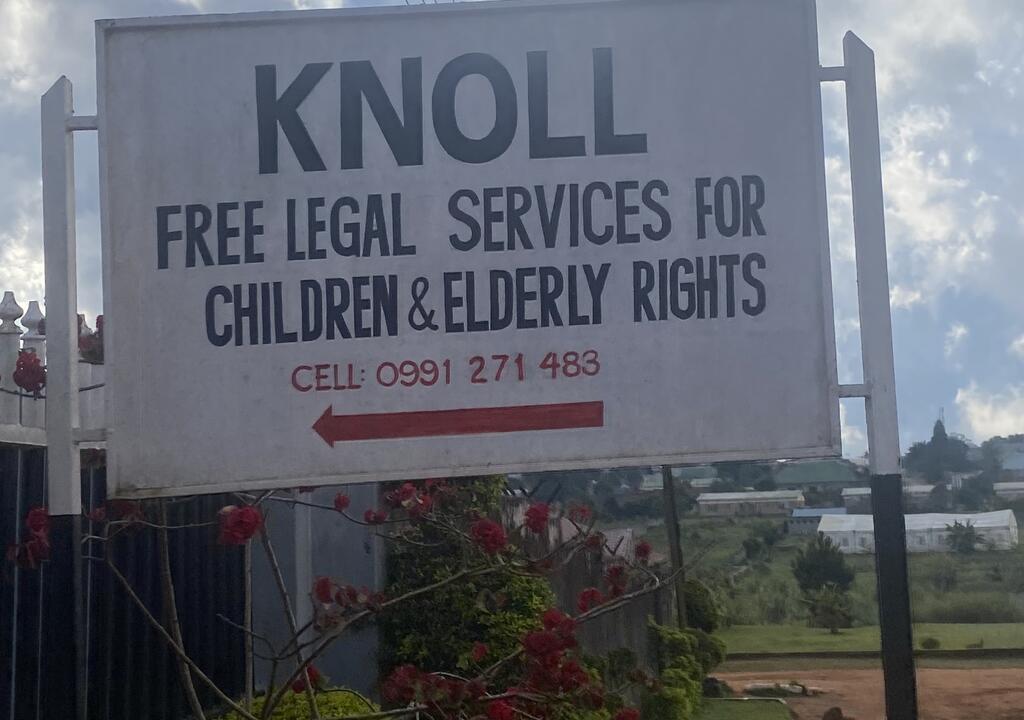 KNOLL
FREE LEGAL SERVICES FOR
CHILDREN & ELDERLY RIGHTS
CELL: 0991 271 483